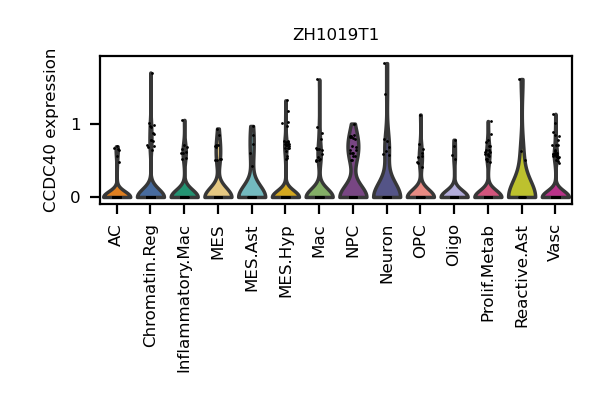 ZH1019T1
CCDC40 expression
1
0
AC
Chromatin.Reg
Inflammatory.Mac
MES
MES.Ast
MES.Hyp
Mac
NPC
Neuron
OPC
Oligo
Prolif.Metab
Reactive.Ast
Vasc